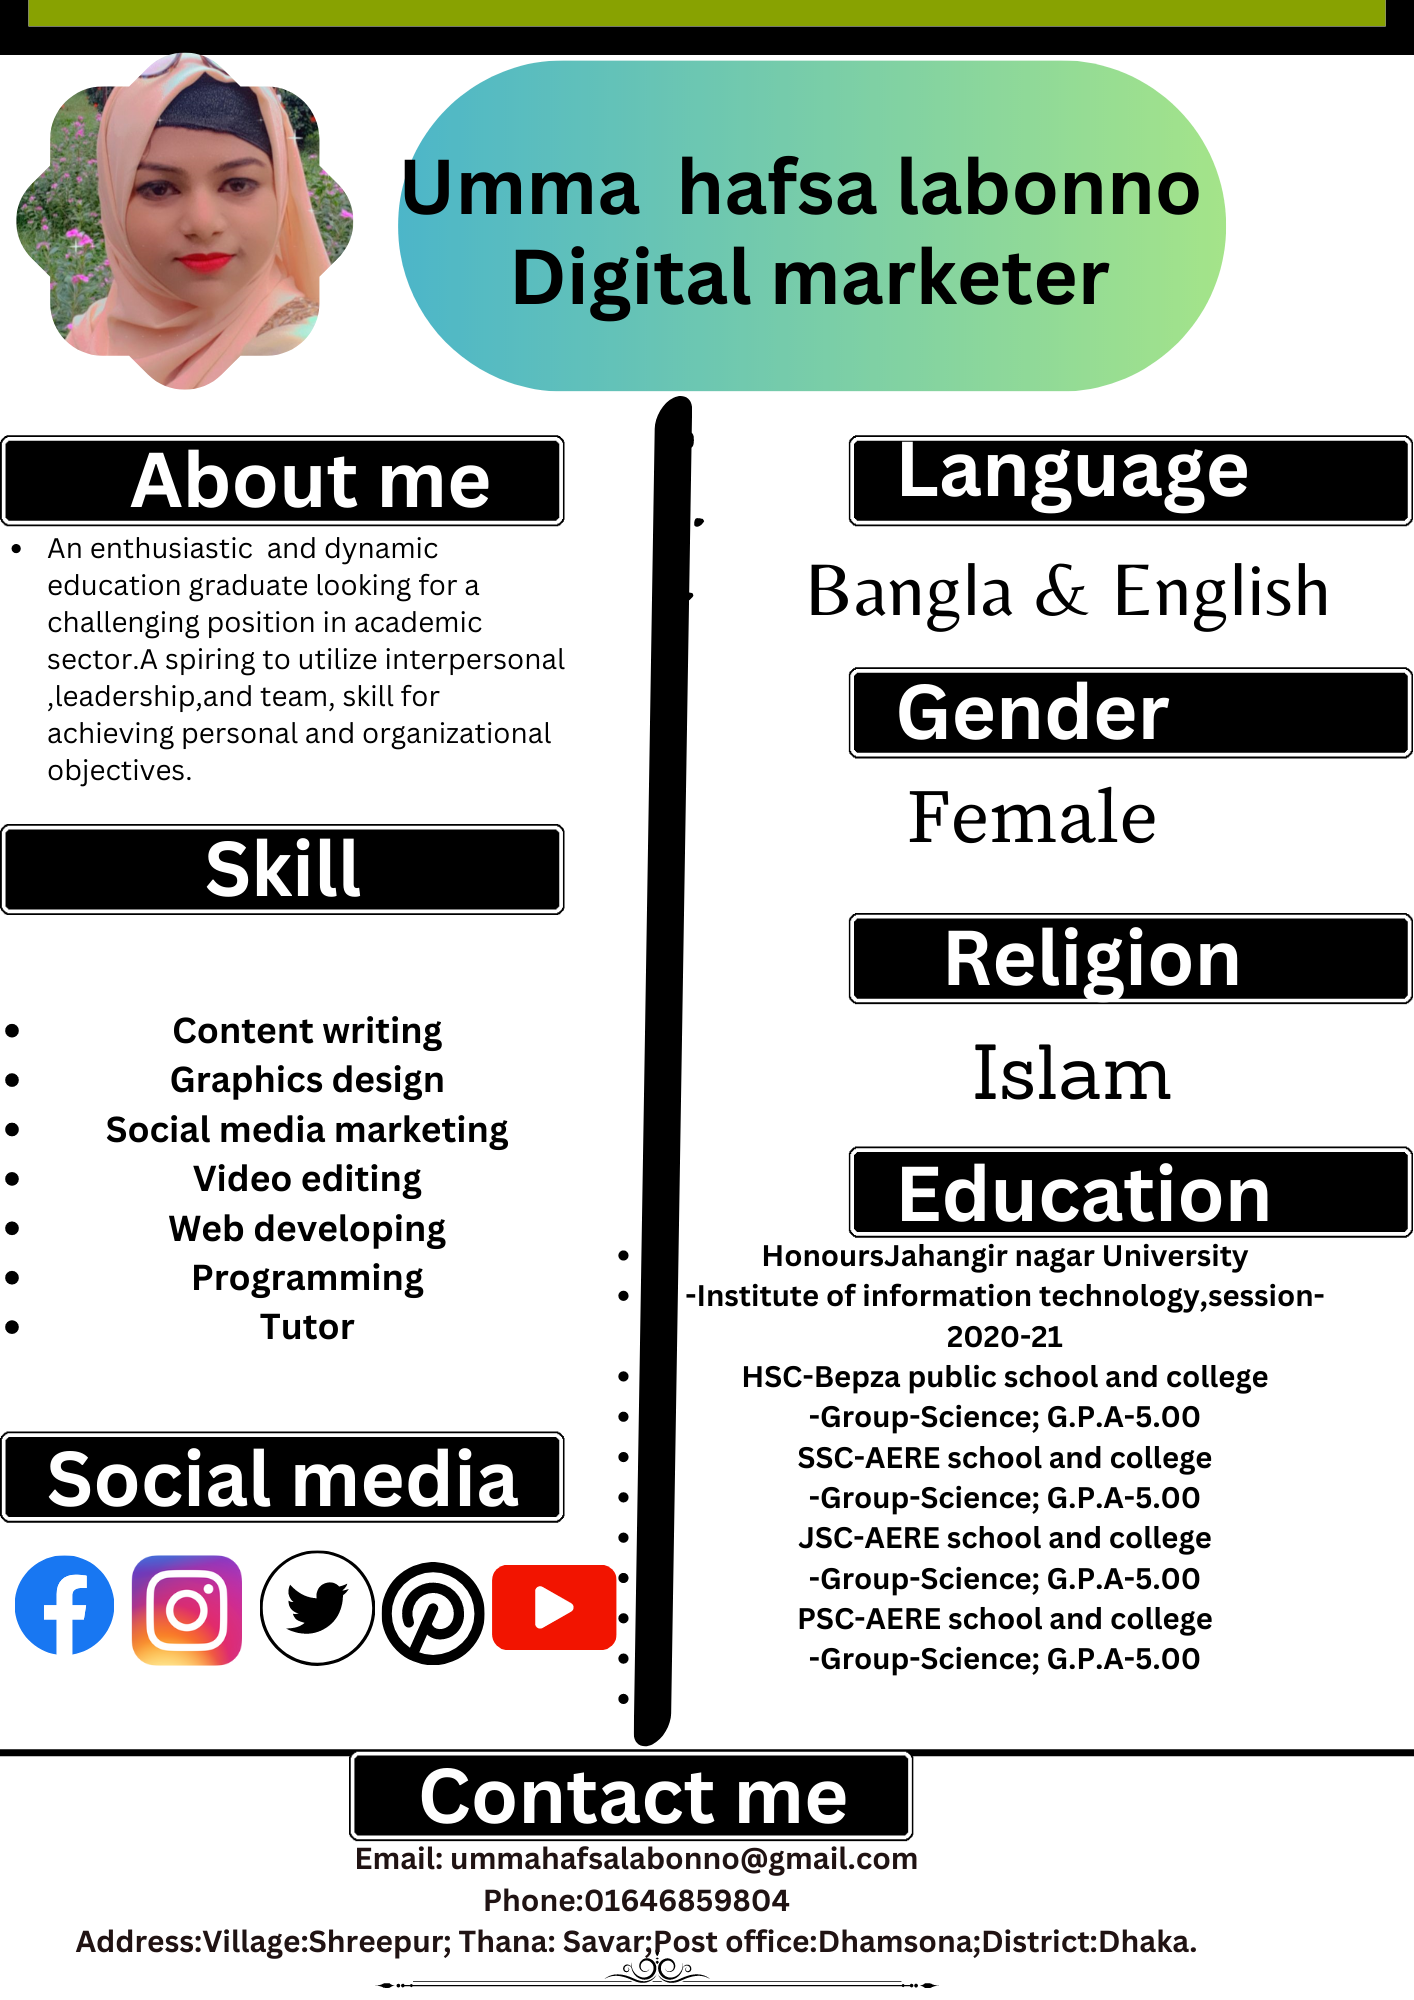 Umma  hafsa labonno
Digital marketer
About me
• An enthusiastic  and dynamic
education graduate looking for a
challenging position in academic
sector.A spiring to utilize interpersonal
,leadership,and team, skill for
achieving personal and organizational
objectives.
Skill
• Content writing
• Graphics design
• Social media marketing
• Video editing
• Web developing
• Programming
• Tutor
Social media
Language
Bangla & English
Gender
Female
Religion
Islam
Education
• HonoursJahangir nagar University
• -Institute of information technology,session-
2020-21
• HSC-Bepza public school and college
• -Group-Science; G.P.A-5.00
• SSC-AERE school and college
• -Group-Science; G.P.A-5.00
• JSC-AERE school and college
• -Group-Science; G.P.A-5.00
• PSC-AERE school and college
• -Group-Science; G.P.A-5.00
Contact me
Email: ummahafsalabonno@gmail.com
Phone:01646859804
Address:Village:Shreepur; Thana: Savar;Post office:Dhamsona;District:Dhaka.